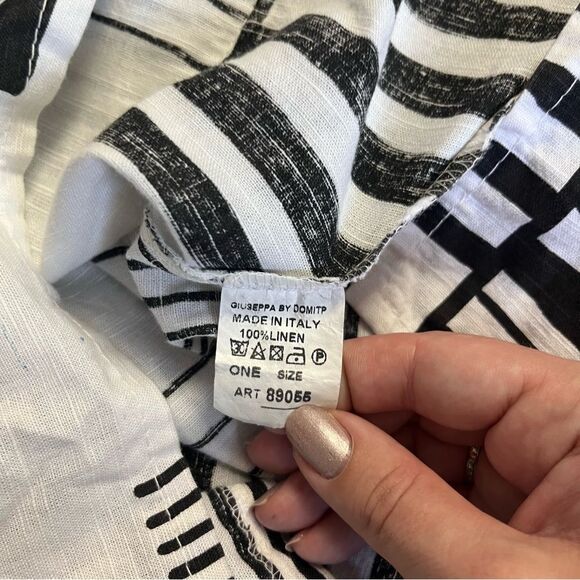 GIUSEPPA BY DOMITP
MADE IN ITALY
100%LINEN
P
ONE SIZE
ART 89055